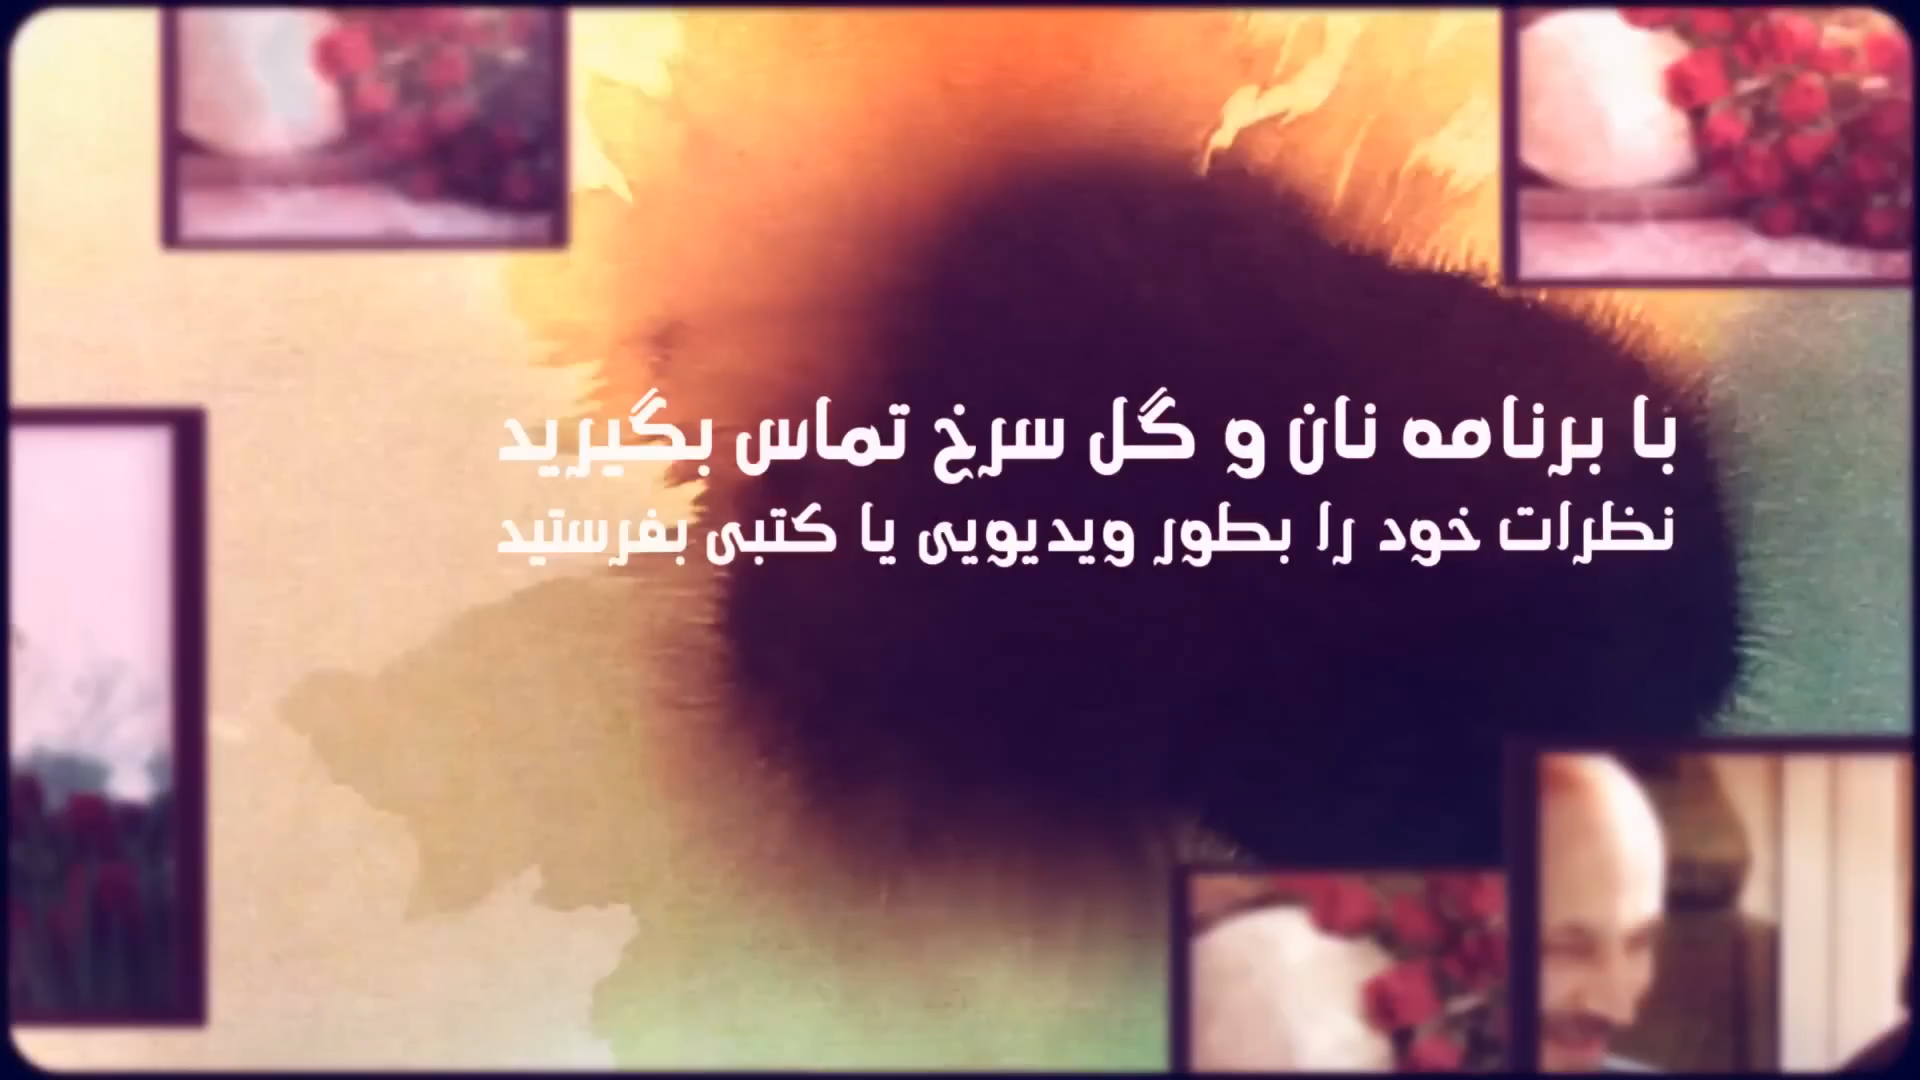 با برنامه نان و گل سرخ تماس بگیرید
نظرات خود را بطور ویدیویی یا کتبی بفرستید